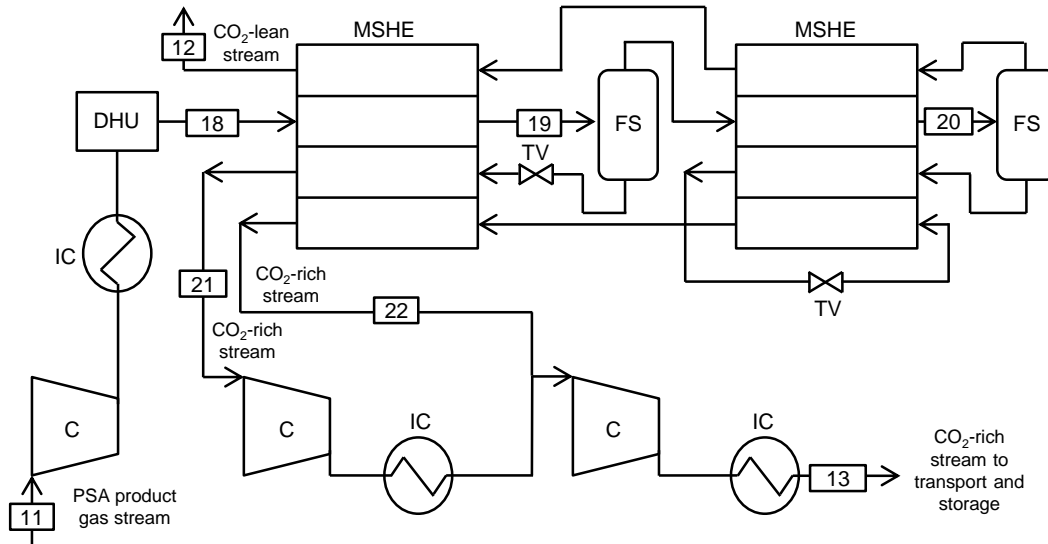 12
CO₂-lean
stream
MSHE
MSHE
DHU
18
19
FS
20
FS
TV
IC
21
CO₂-rich
stream
22
TV
CO₂-rich
stream
C
C
IC
C
IC
13
CO₂-rich
stream to
transport and
storage
11
PSA product
gas stream